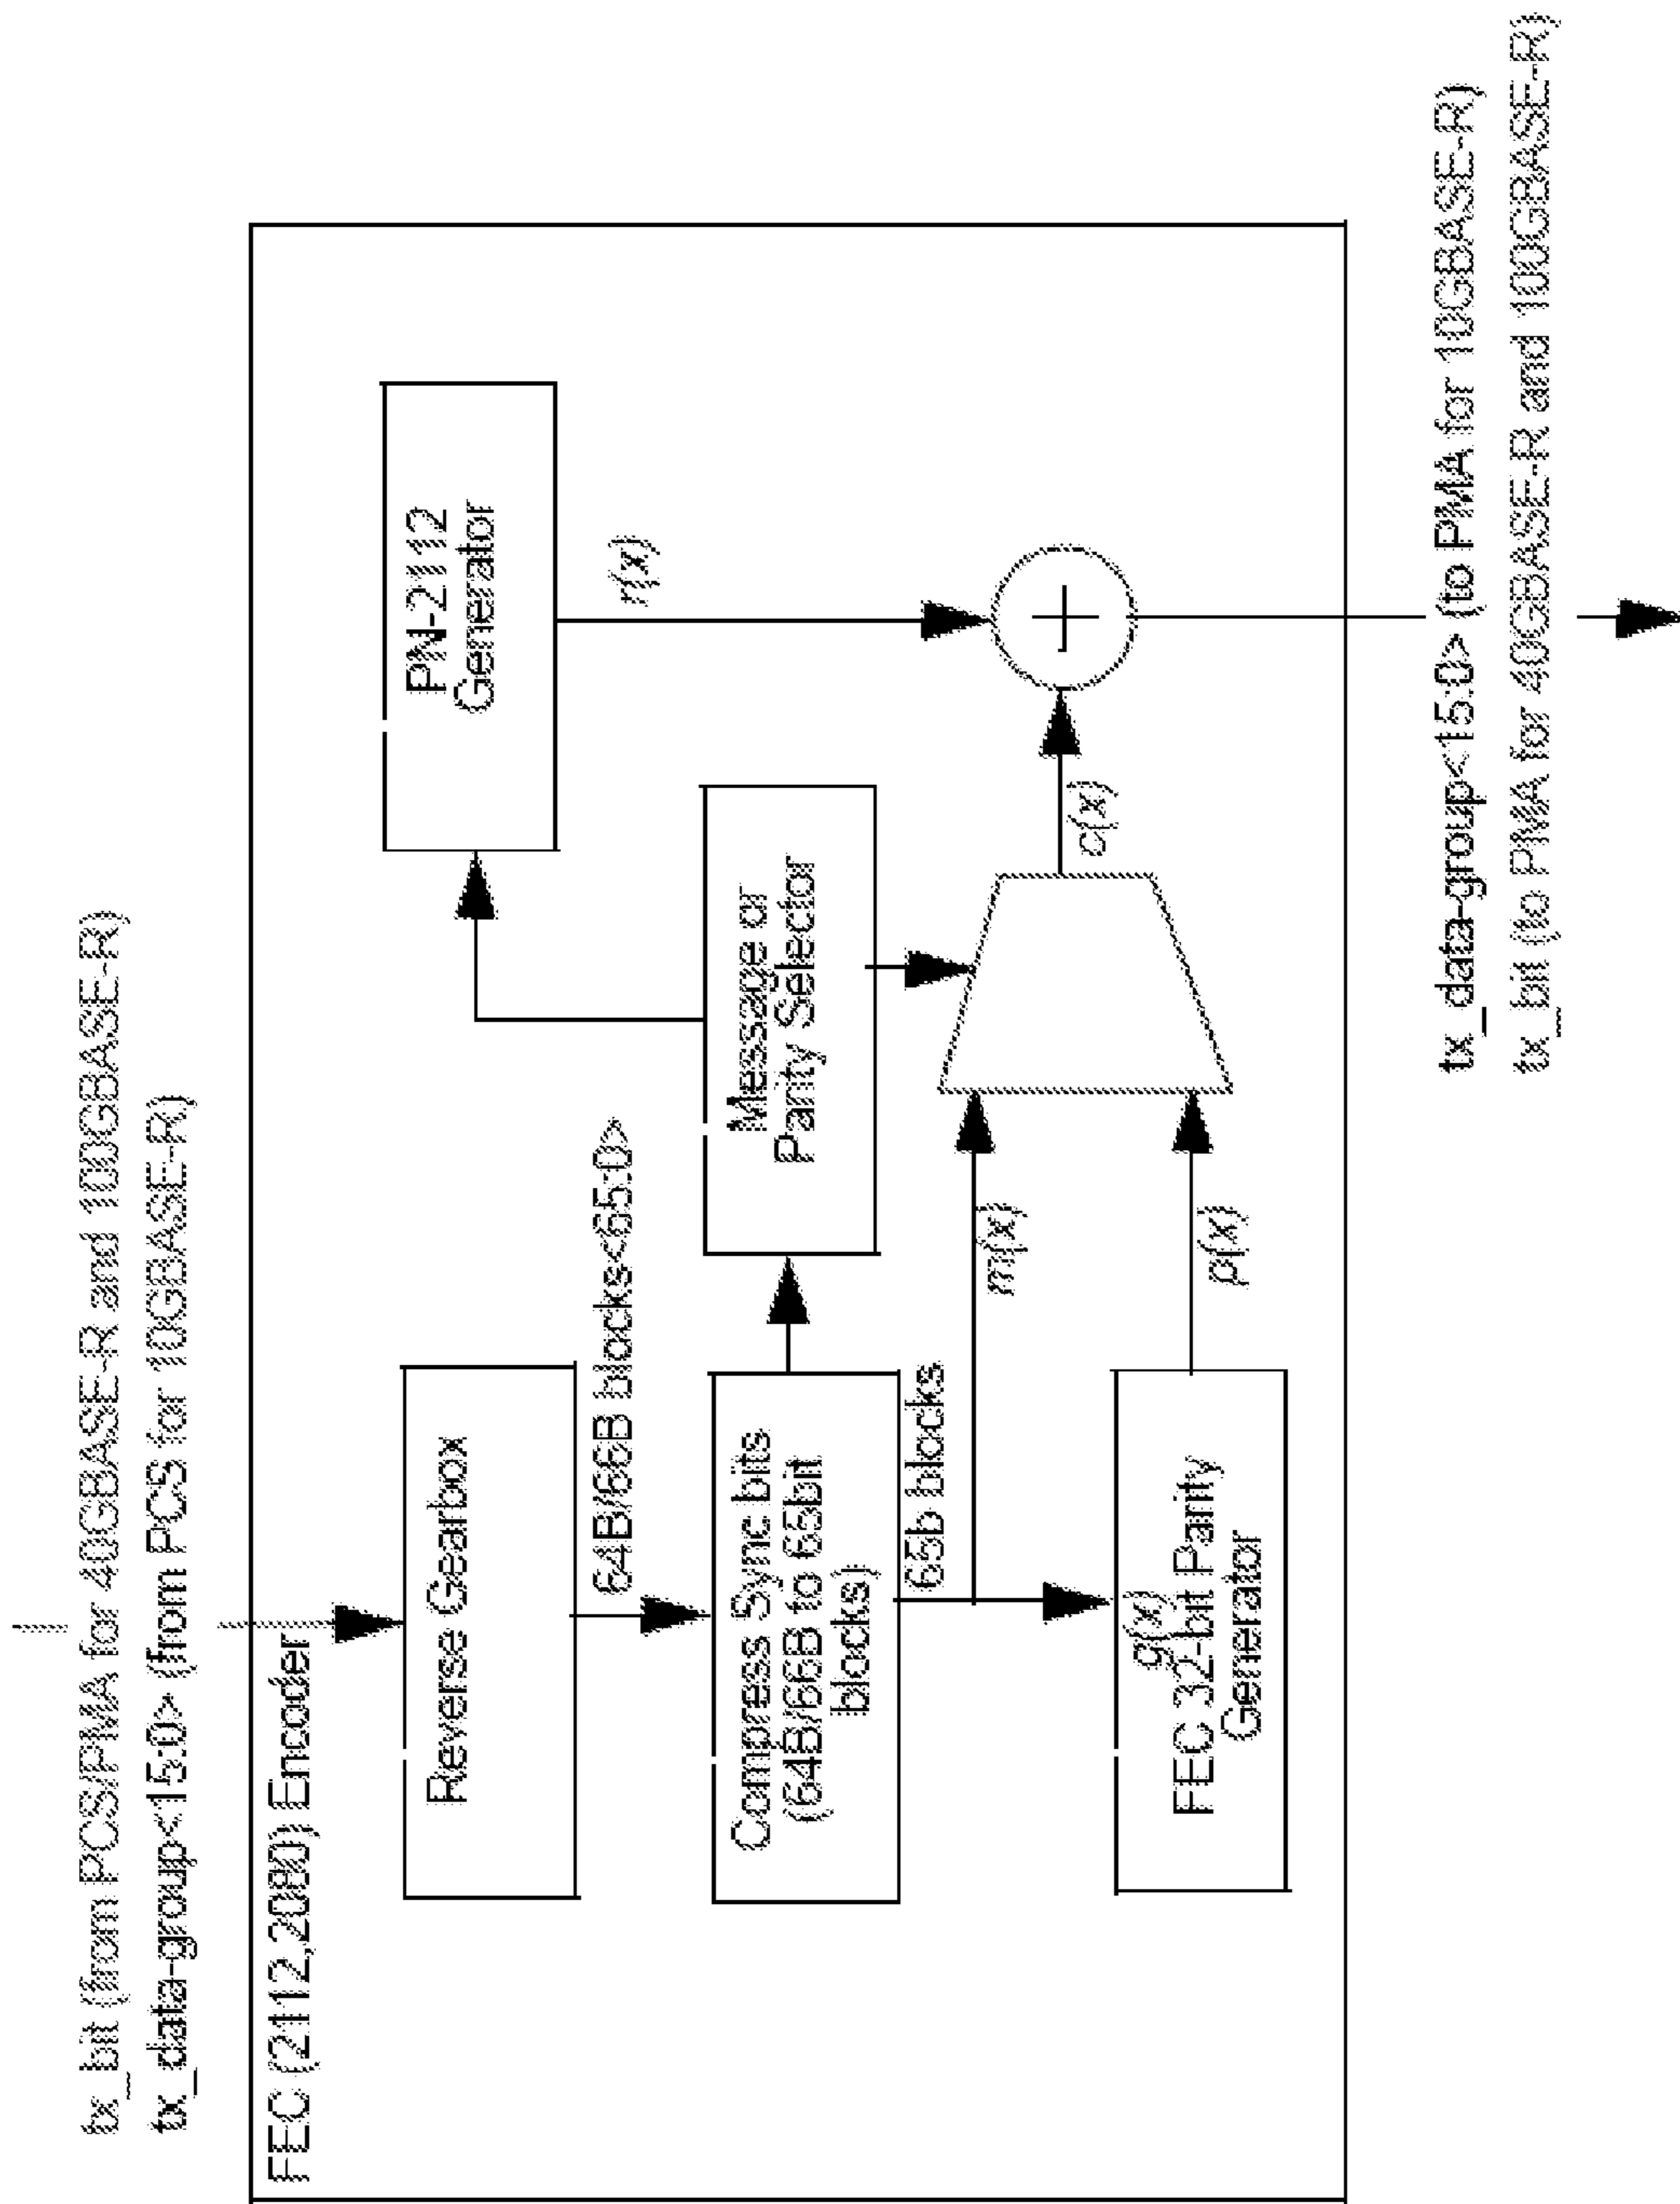 tx_bit (from PCS/PMA for 40GBASE-R and 100GBASE-R)
tx_data-group<15:0> (from PCS for 10GBASE-R)
FEC (2112,2080) Encoder
Reverse Gearbox
PN-2112
Generator
64B/66B blocks<65:0>
r(x)
Compress Sync bits
(64B/66B to 65bit
blocks)
Message or
Parity Selector
65b blocks
m(x)
c(x)
g(x)
FEC 32-bit Parity
Generator
p(x)
tx_data-group<15:0> (to PMA for 10GBASE-R)
tx_bit (to PMA for 40GBASE-R and 100GBASE-R)